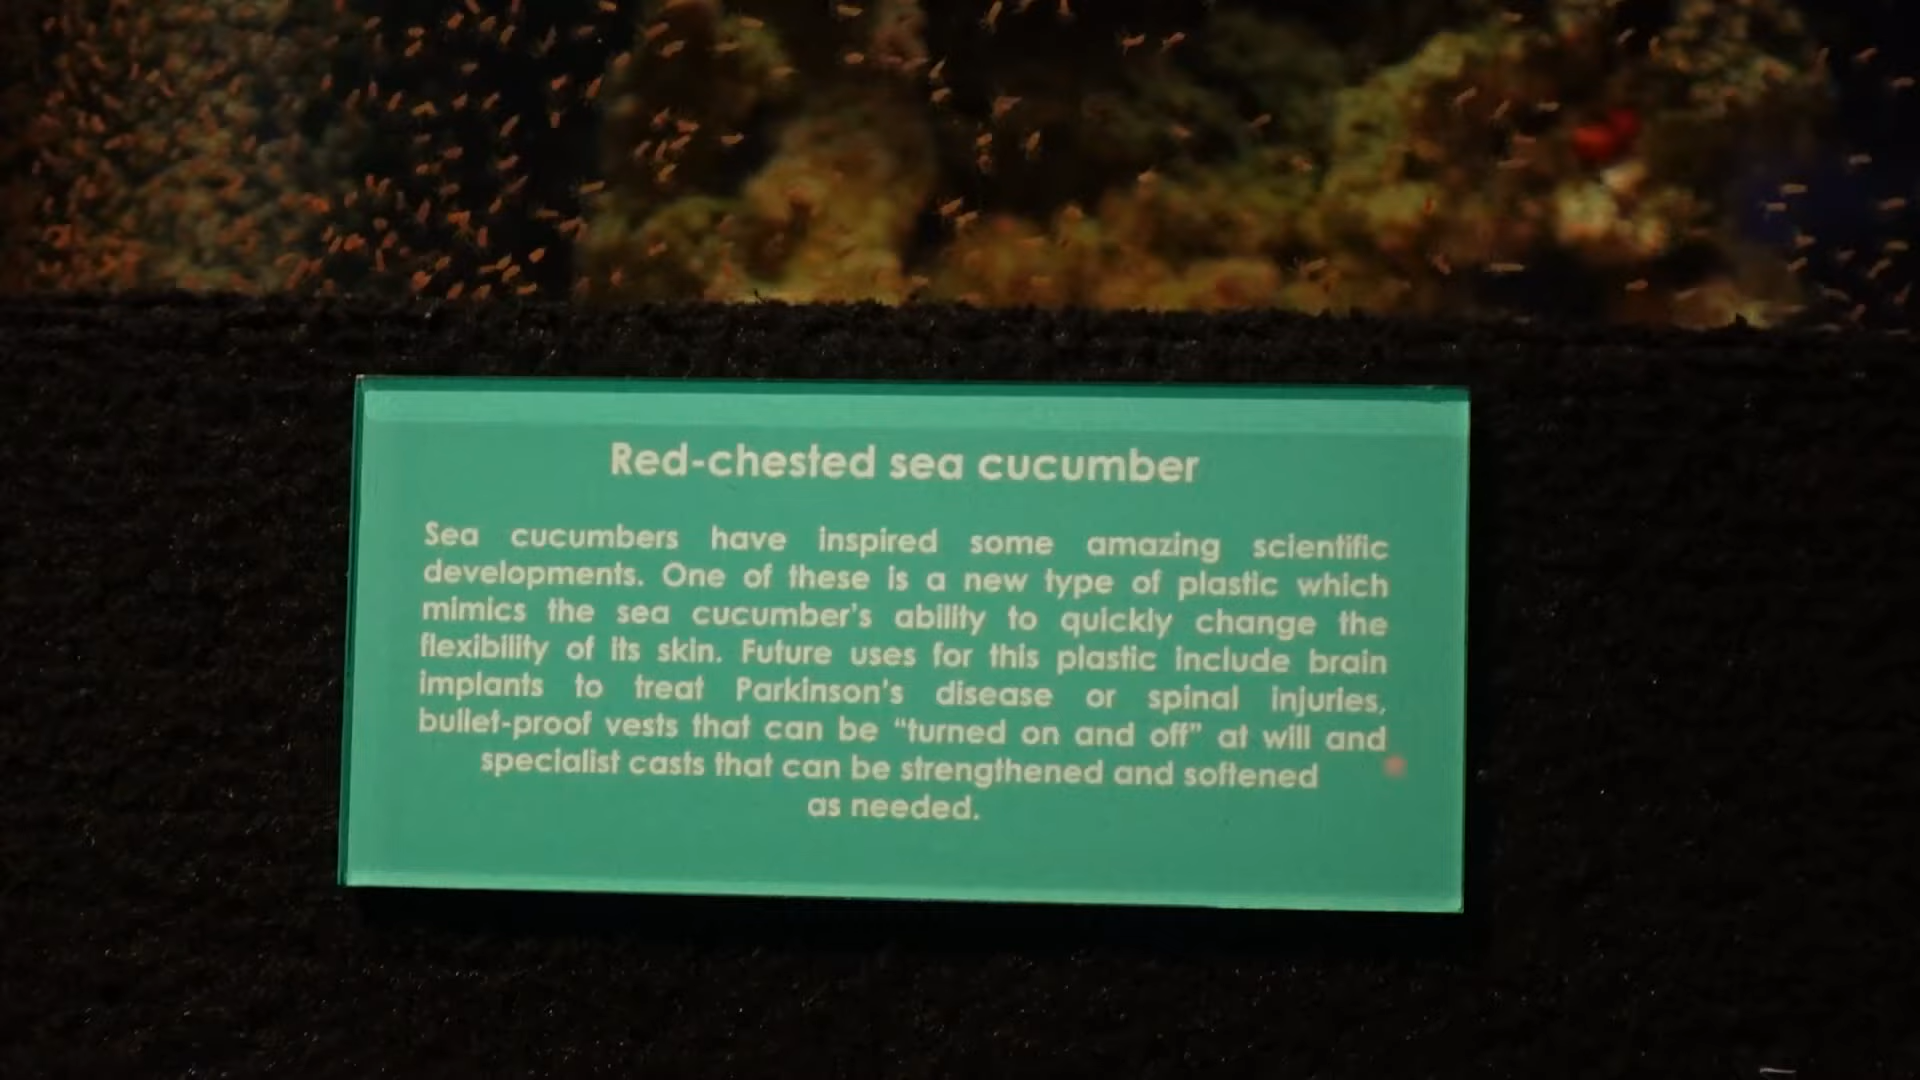 Red-chested sea cucumber
Sea cucumbers have inspired some amazing scientific
developments. One of these is a new type of plastic which
mimics the sea cucumber's ability to quickly change the
flexibility of its skin. Future uses for this plastic include brain
implants to treat Parkinson's disease or spinal injuries,
bullet-proof vests that can be “turned on and off” at will and
specialist casts that can be strengthened and softened
as needed.